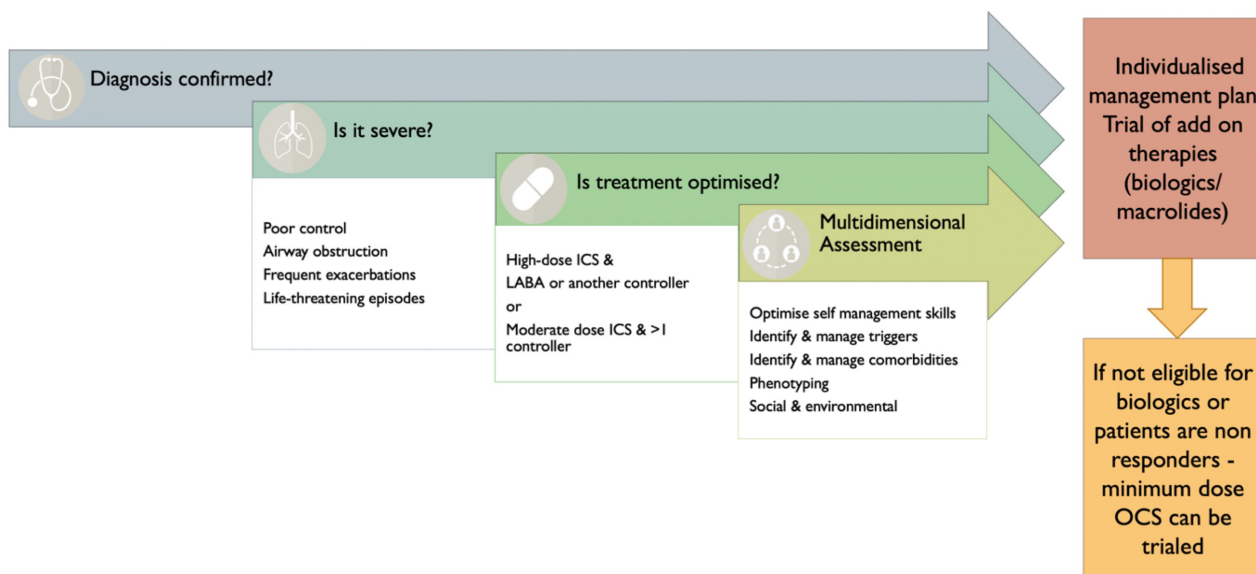 Diagnosis confirmed?
Is it severe?
Poor control
Airway obstruction
Frequent exacerbations
Life-threatening episodes
Is treatment optimised?
High-dose ICS &
LABA or another controller
or
Moderate dose ICS & >1
controller
Multidimensional
Assessment
Optimise self management skills
Identify & manage triggers
Identify & manage comorbidities
Phenotyping
Social & environmental
Individualised
management plan
Trial of add on
therapies
(biologics/
macrolides)
If not eligible for
biologics or
patients are non
responders -
minimum dose
OCS can be
trialed